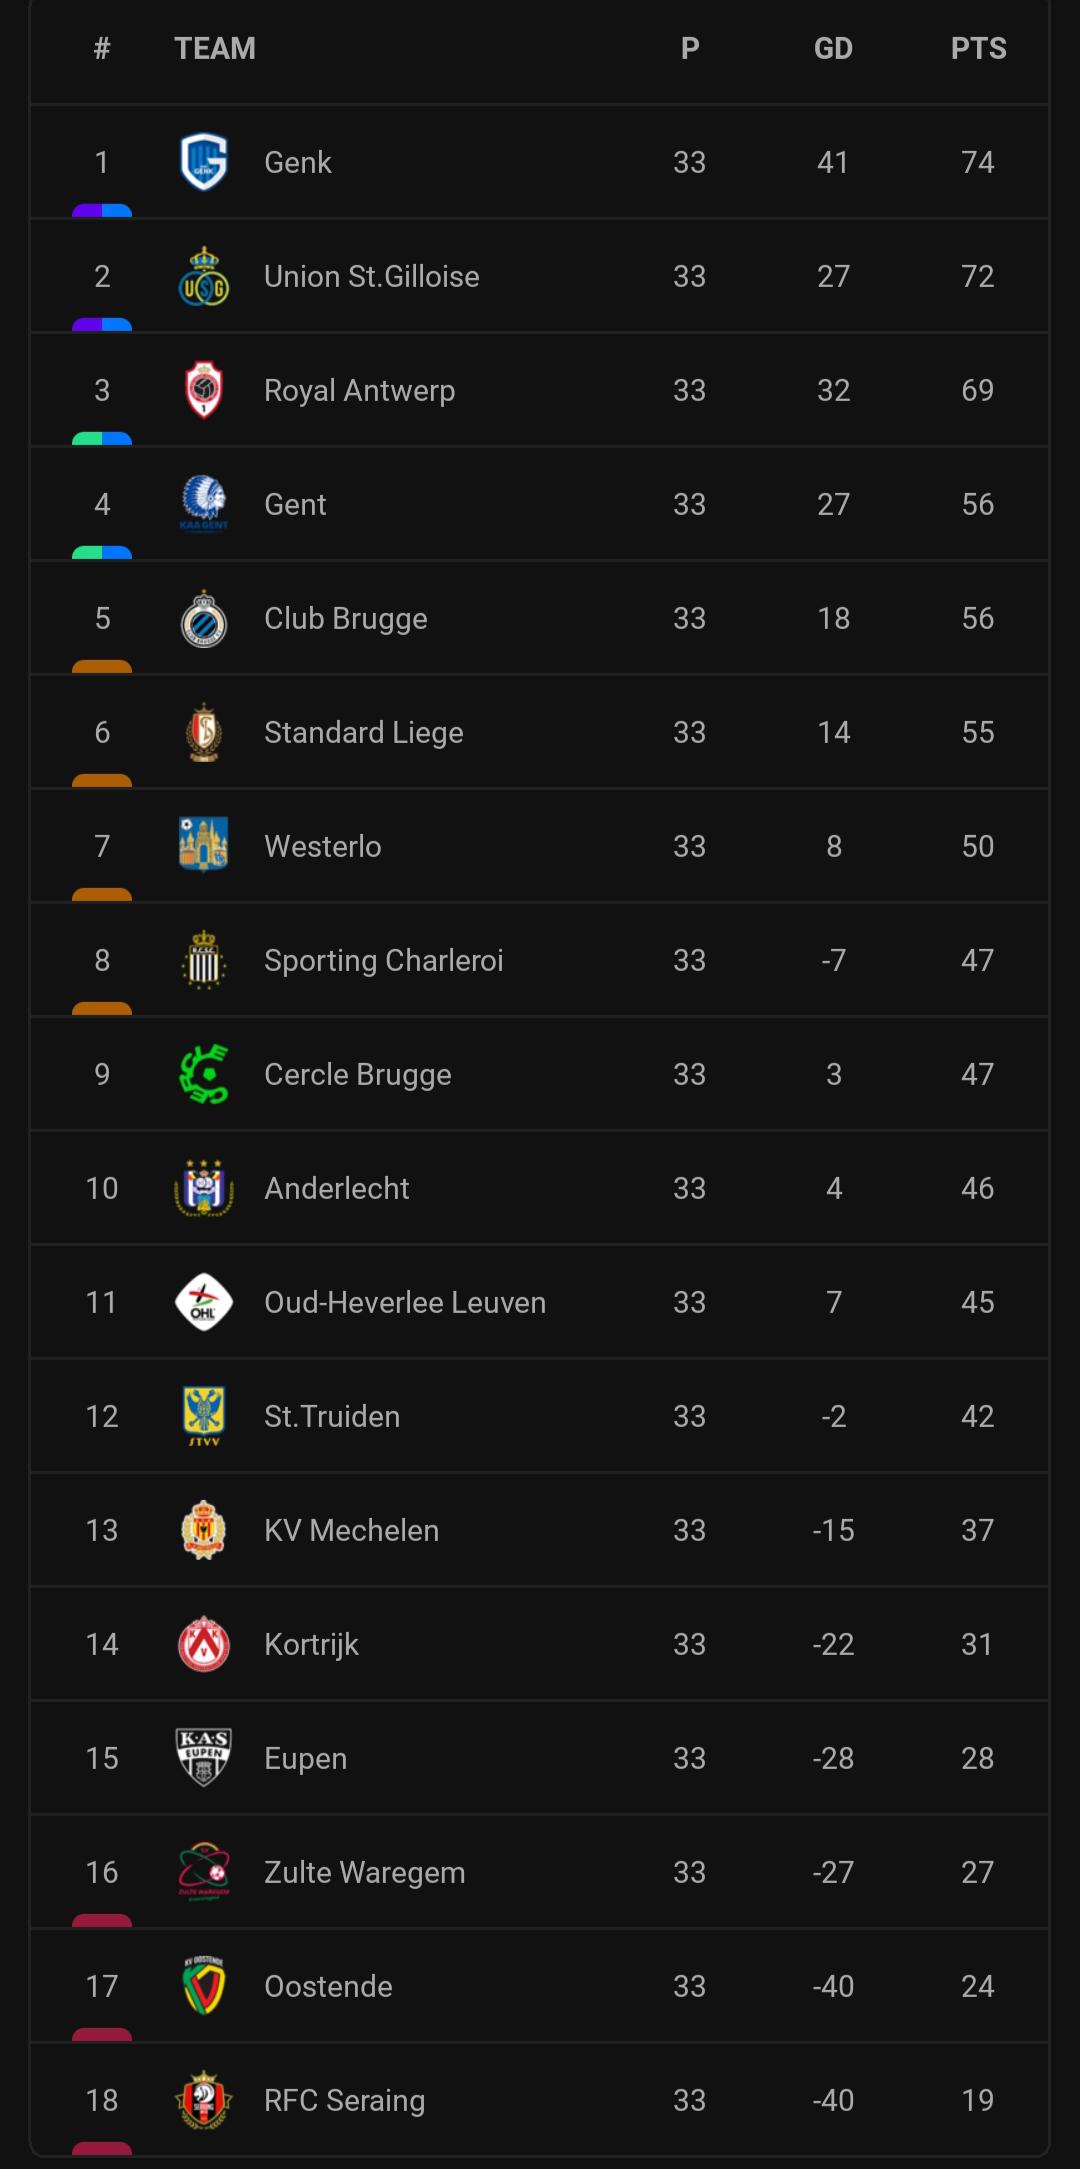 # TEAM P GD PTS
1 Genk 33 41 74
2 Union St.Gilloise 33 27 72
3 Royal Antwerp 33 32 69
4 Gent 33 27 56
5 Club Brugge 33 18 56
6 Standard Liege 33 14 55
7 Westerlo 33 8 50
8 Sporting Charleroi 33 -7 47
9 Cercle Brugge 33 3 47
10 Anderlecht 33 4 46
11 Oud-Heverlee Leuven 33 7 45
12 St.Truiden 33 -2 42
13 KV Mechelen 33 -15 37
14 Kortrijk 33 -22 31
15 Eupen 33 -28 28
16 Zulte Waregem 33 -27 27
17 Oostende 33 -40 24
18 RFC Seraing 33 -40 19